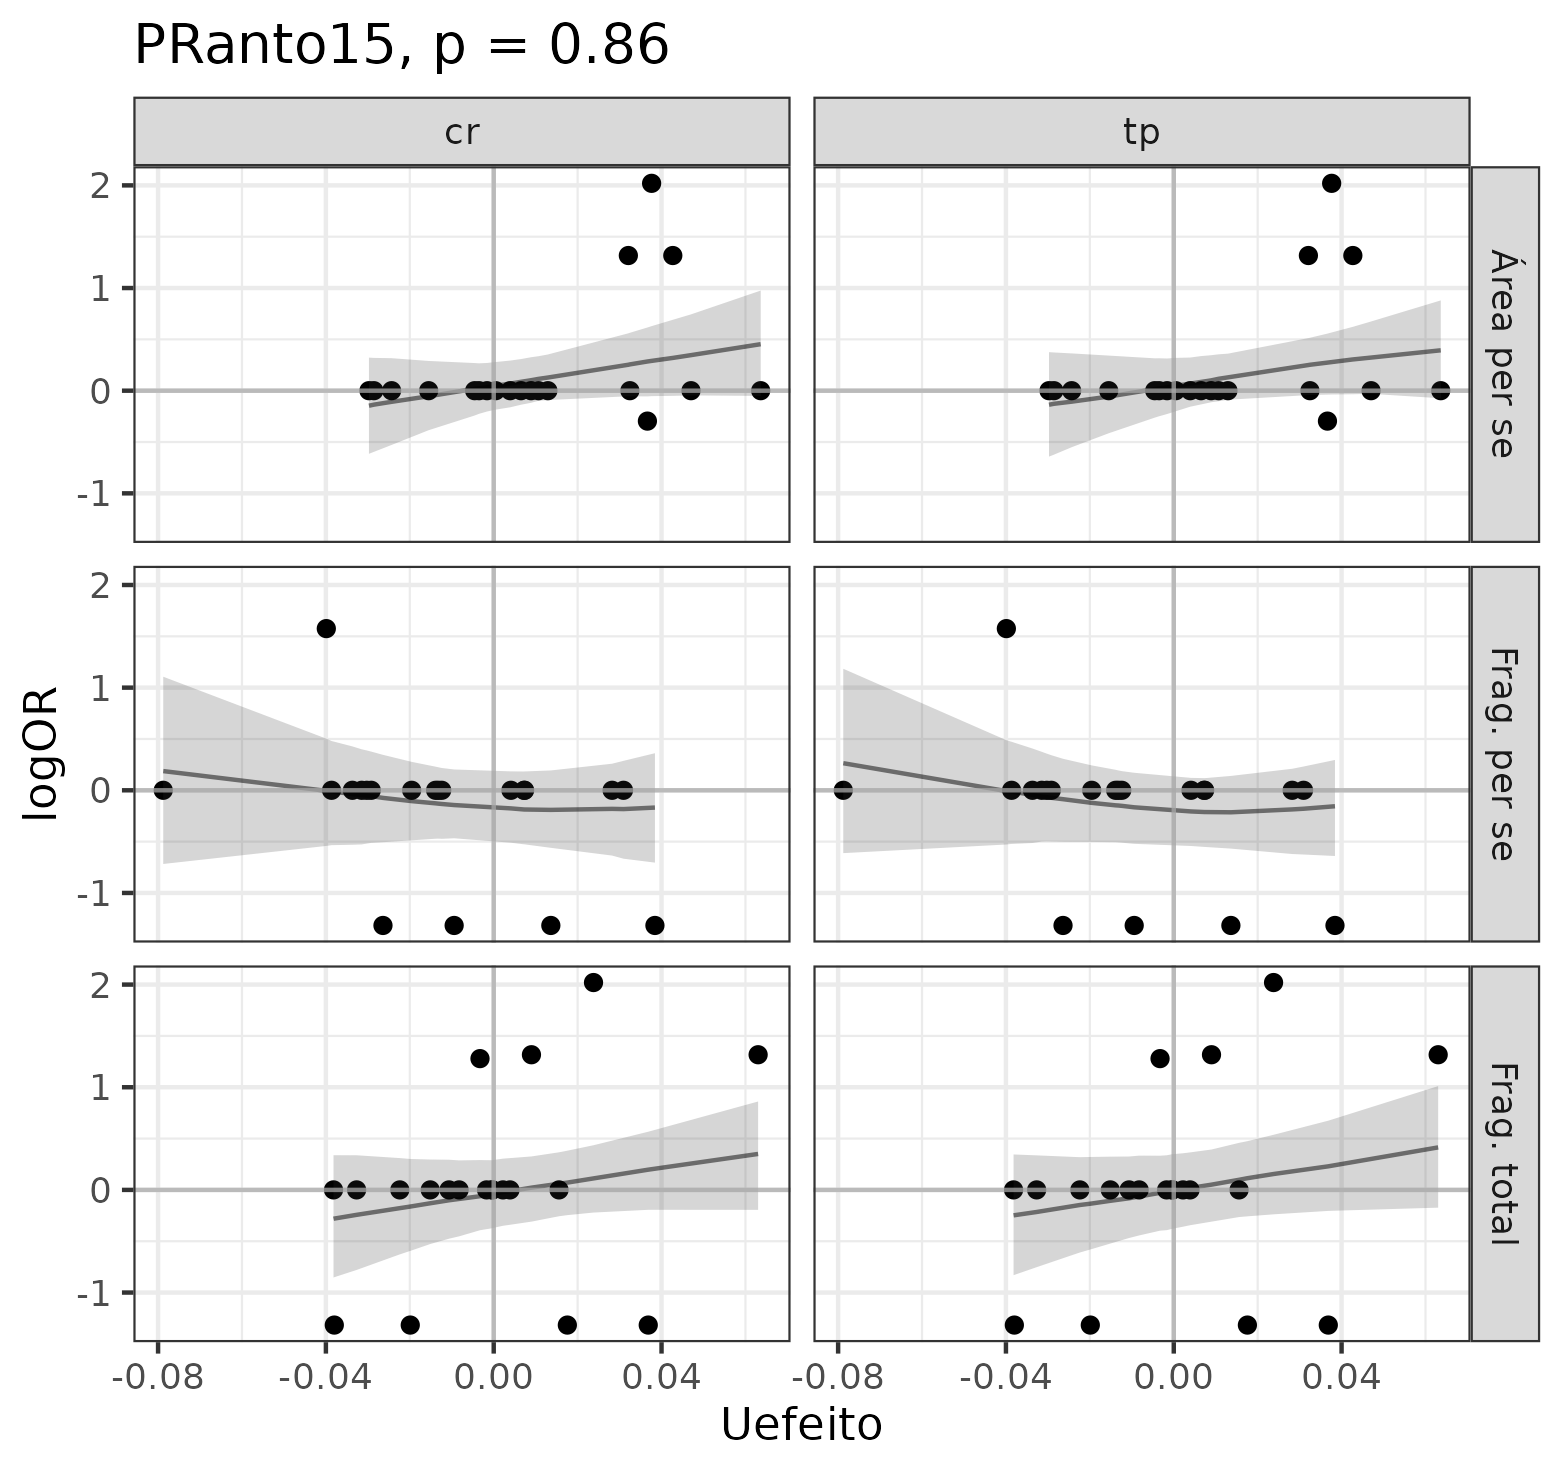 PRanto15, p = 0.86
cr
tp
2
1
0
-1
Área per se
2
1
0
-1
Frag. per se
2
1
0
-1
Frag. total
logOR
-0.08
-0.04
0.00
0.04
-0.08
-0.04
0.00
0.04
Uefeito